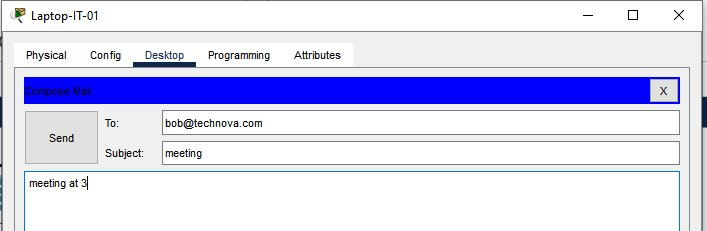 Laptop-IT-01
Physical Config Desktop Programming Attributes
Compose Mail X
Send
To: bob@technova.com
Subject: meeting
meeting at 3